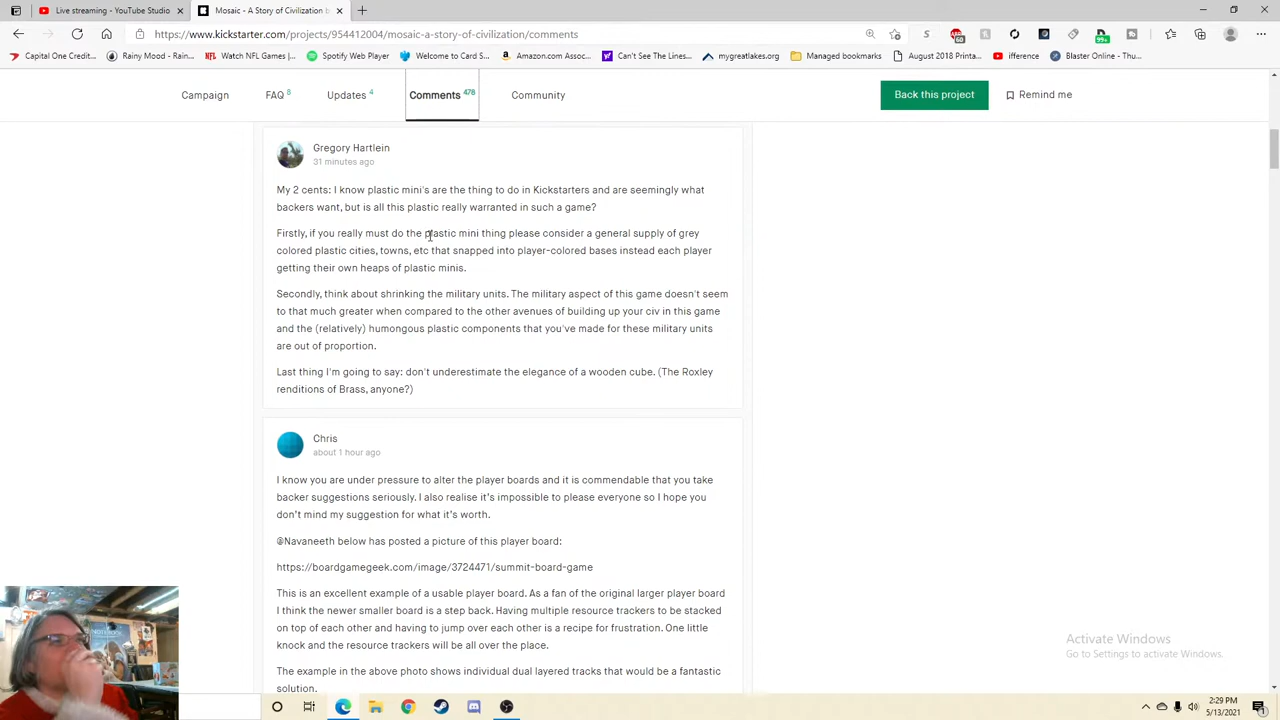 Live streaming - YouTube Studio
Mosaic - A Story of Civilization b
https://www.kickstarter.com/projects/954412004/mosaic-a-story-of-civilization/comments
Capital One Credit... Rainy Mood - Rainy... Watch NFL Games |... Spotify Web Player Welcome to Card S... Amazon.com Assoc... Can't See The Lines... mygreatlakes.org Managed bookmarks August 2018 Printa... ifference Blaster Online - Thu...
Campaign FAQ 8 Updates 4 Comments 478 Community Back this project Remind me
Gregory Hartlein
31 minutes ago
My 2 cents: I know plastic mini's are the thing to do in Kickstarters and are seemingly what
backers want, but is all this plastic really warranted in such a game?
Firstly, if you really must do the plastic mini thing please consider a general supply of grey
colored plastic cities, towns, etc that snapped into player-colored bases instead each player
getting their own heaps of plastic minis.
Secondly, think about shrinking the military units. The military aspect of this game doesn't seem
to that much greater when compared to the other avenues of building up your civ in this game
and the (relatively) humongous plastic components that you've made for these military units
are out of proportion.
Last thing I'm going to say: don't underestimate the elegance of a wooden cube. (The Roxley
renditions of Brass, anyone?)
Chris
about 1 hour ago
I know you are under pressure to alter the player boards and it is commendable that you take
backer suggestions seriously. I also realise it's impossible to please everyone so I hope you
don't mind my suggestion for what it's worth.
@Navaneeth below has posted a picture of this player board:
https://boardgamegeek.com/image/3724471/summit-board-game
This is an excellent example of a usable player board. As a fan of the original larger player board
I think the newer smaller board is a step back. Having multiple resource trackers to be stacked
on top of each other and having to jump over each other is a recipe for frustration. One little
knock and the resource trackers will be all over the place.
The example in the above photo shows individual dual layered tracks that would be a fantastic
solution.
Activate Windows
Go to Settings to activate Windows.
2:29 PM
5/13/2021